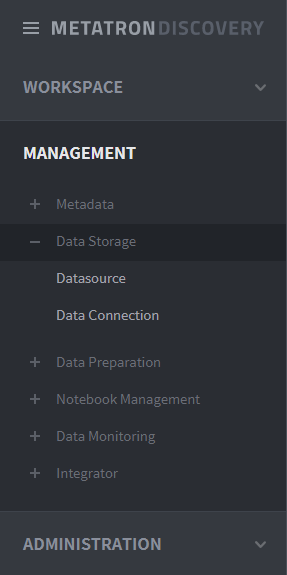 METATRONDISCOVERY
WORKSPACE
MANAGEMENT
Metadata
Data Storage
Datasource
Data Connection
Data Preparation
Notebook Management
Data Monitoring
Integrator
ADMINISTRATION